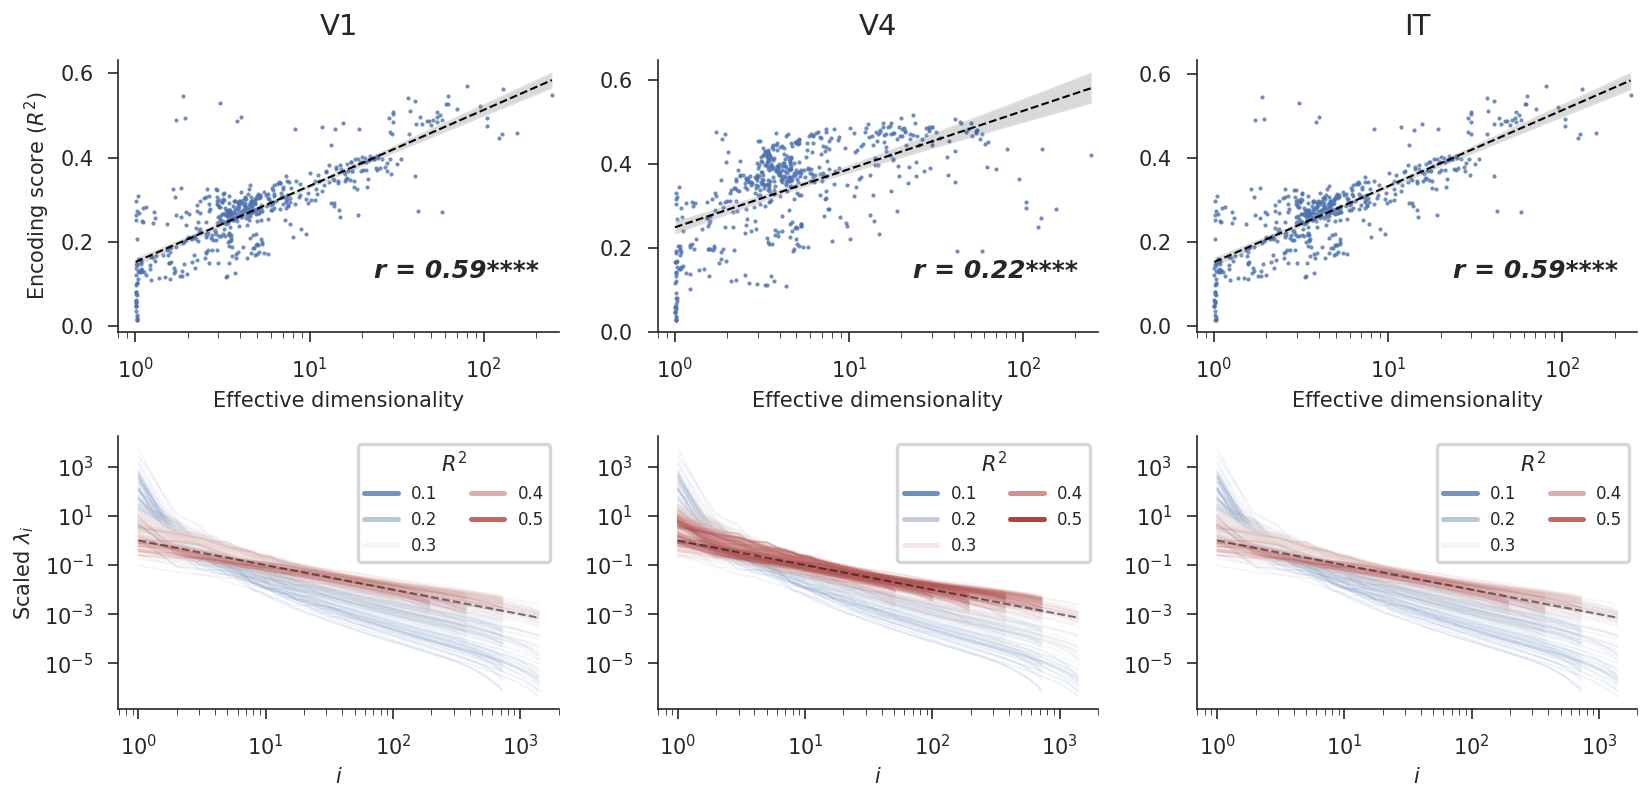 V1 V4 IT
Encoding score (R²)
0.6
0.4
0.2
0.0
r = 0.59****
10⁰ 10¹ 10²
Effective dimensionality
0.6
0.4
0.2
0.0
r = 0.22****
10⁰ 10¹ 10²
Effective dimensionality
0.6
0.4
0.2
0.0
r = 0.59****
10⁰ 10¹ 10²
Effective dimensionality
Scaled λᵢ
10³
10¹
10⁻¹
10⁻³
10⁻⁵
R²
0.1 0.4
0.2 0.5
0.3
10⁰ 10¹ 10² 10³
i
10³
10¹
10⁻¹
10⁻³
10⁻⁵
R²
0.1 0.4
0.2 0.5
0.3
10⁰ 10¹ 10² 10³
i
10³
10¹
10⁻¹
10⁻³
10⁻⁵
R²
0.1 0.4
0.2 0.5
0.3
10⁰ 10¹ 10² 10³
i